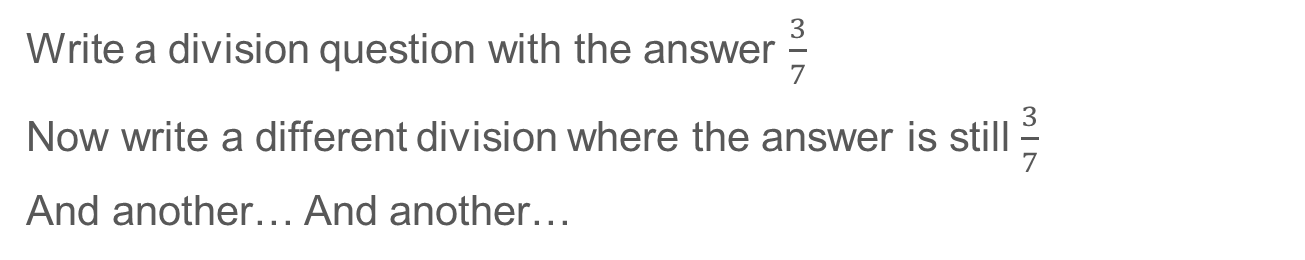 Write a division question with the answer 3/7
Now write a different division where the answer is still 3/7
And another… And another…